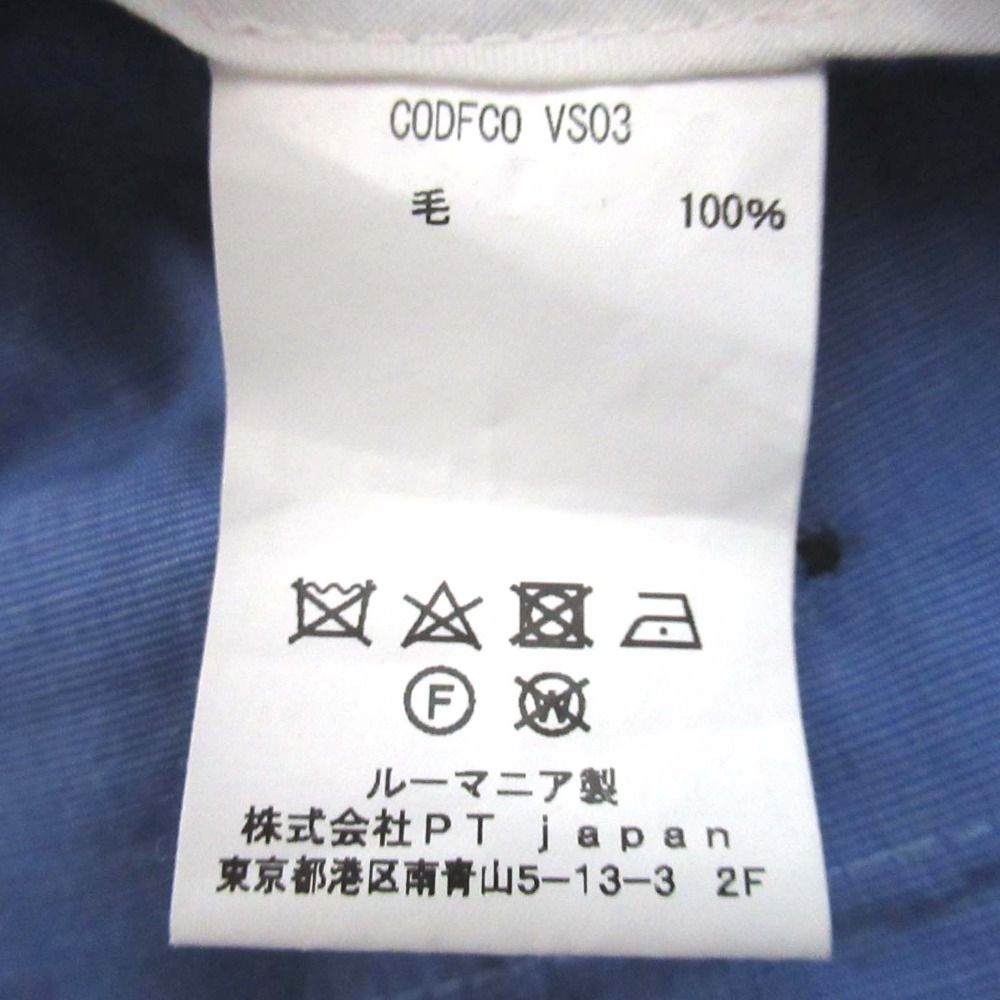 CODFCO VS03
毛 100%
F W
ルーマニア製
株式会社PT japan
東京都港区南青山5-13-3 2F